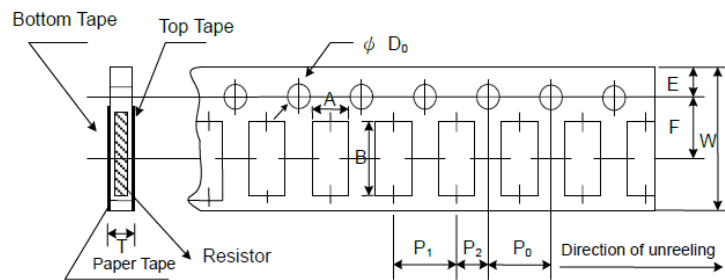 Bottom Tape
Top Tape
ϕ D₀
A
B
E
F
W
T
Resistor
Paper Tape
P₁
P₂
P₀
Direction of unreeling